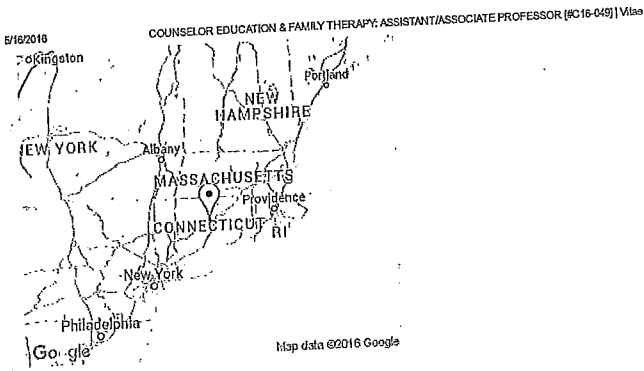 5/16/2016
COUNSELOR EDUCATION & FAMILY THERAPY: ASSISTANT/ASSOCIATE PROFESSOR [#C16-049] | Vitae
Kingston
Portland
NEW
HAMPSHIRE
NEW YORK
Albany
MASSACHUSETTS
Providence
CONNECTICUT
RI
New York
Philadelphia
Google
Map data ©2016 Google